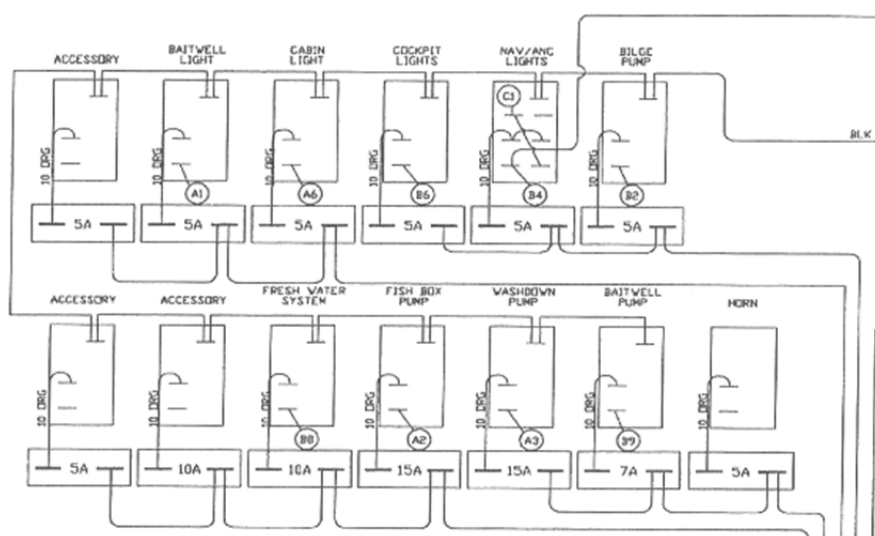 ACCESSORY
BAITWELL
LIGHT
CABIN
LIGHT
COCKPIT
LIGHTS
NAV/ANC
LIGHTS
BILGE
PUMP
C1
BLK
10 ORG
10 ORG
10 ORG
10 ORG
10 ORG
10 ORG
A1
A6
B6
B4
B2
5A
5A
5A
5A
5A
5A
ACCESSORY
ACCESSORY
FRESH WATER
SYSTEM
FISH BOX
PUMP
WASHDOWN
PUMP
BAITWELL
PUMP
HORN
10 ORG
10 ORG
10 ORG
10 ORG
10 ORG
10 ORG
10 ORG
B8
A2
A3
B9
5A
10A
10A
15A
15A
7A
5A